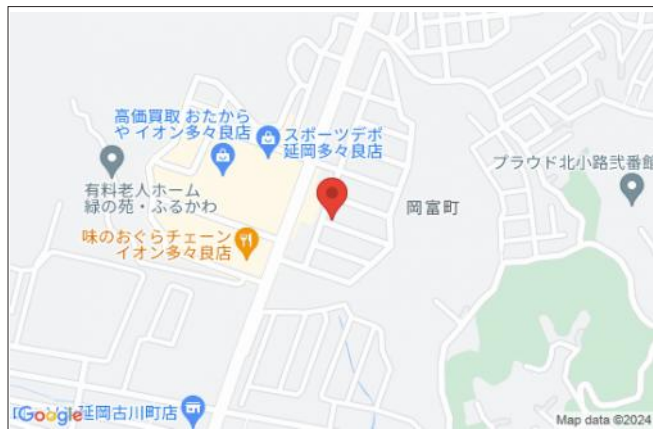 高価買取 おたから
や イオン多々良店
スポーツデポ
延岡多々良店
プラウド北小路弐番館
有料老人ホーム
緑の苑・ふるかわ
岡富町
味のおぐらチェーン
イオン多々良店
Google
延岡古川町店
Map data ©2024